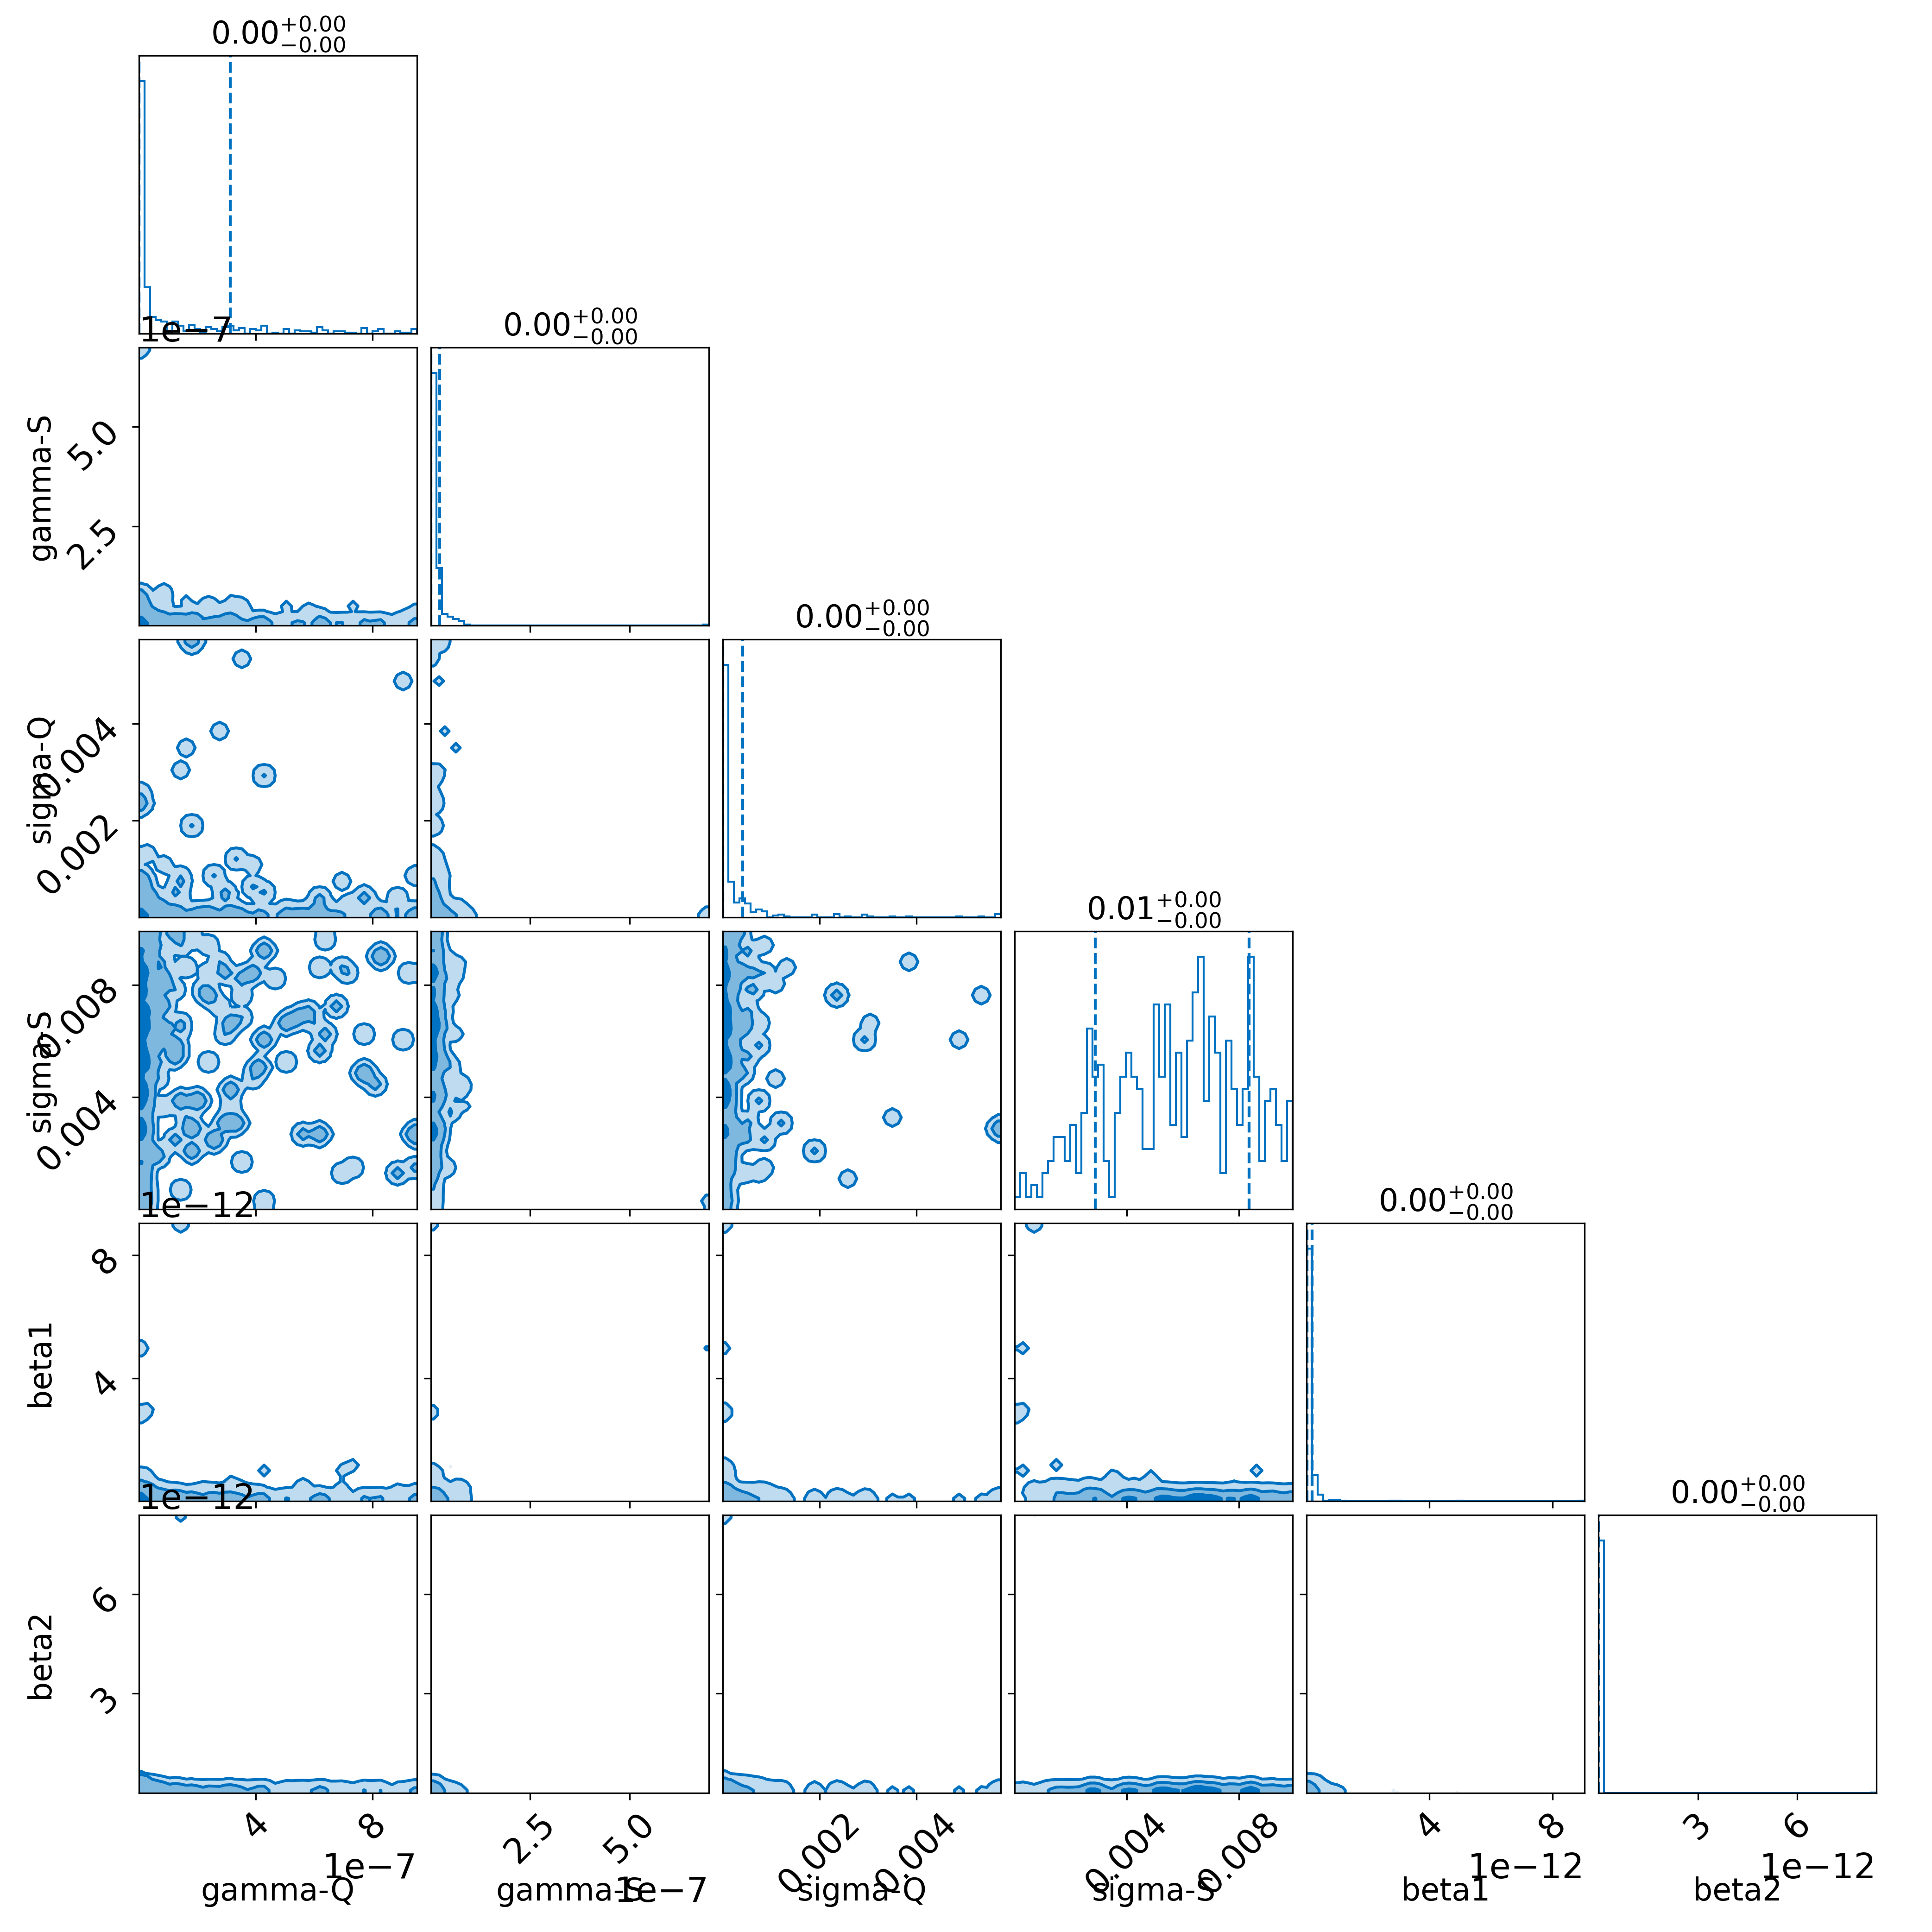 0.00+0.00−0.00
1e−7
0.00+0.00−0.00
gamma-S
5.0
2.5
0.00+0.00−0.00
sigma-Q
0.004
0.002
0.01+0.00−0.00
sigma-S
0.008
0.004
1e−12
0.00+0.00−0.00
beta1
8
4
1e−12
0.00+0.00−0.00
beta2
6
3
4 8 2.5 5.0 0.002 0.004 0.004 0.008 4 8 3 6
1e−7 1e−7 1e−12 1e−12
gamma-Q gamma-S sigma-Q sigma-S beta1 beta2